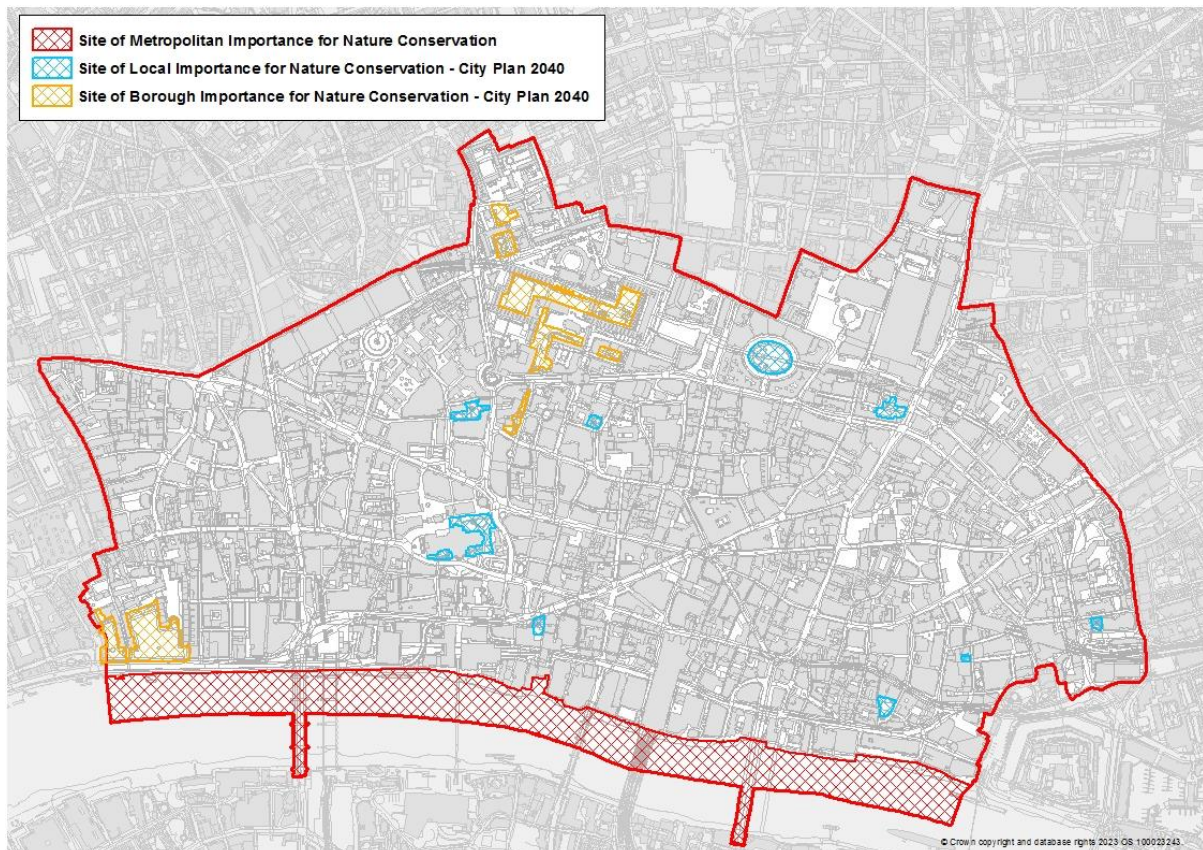 Site of Metropolitan Importance for Nature Conservation
Site of Local Importance for Nature Conservation - City Plan 2040
Site of Borough Importance for Nature Conservation - City Plan 2040
© Crown copyright and database rights 2023 OS 100023243.